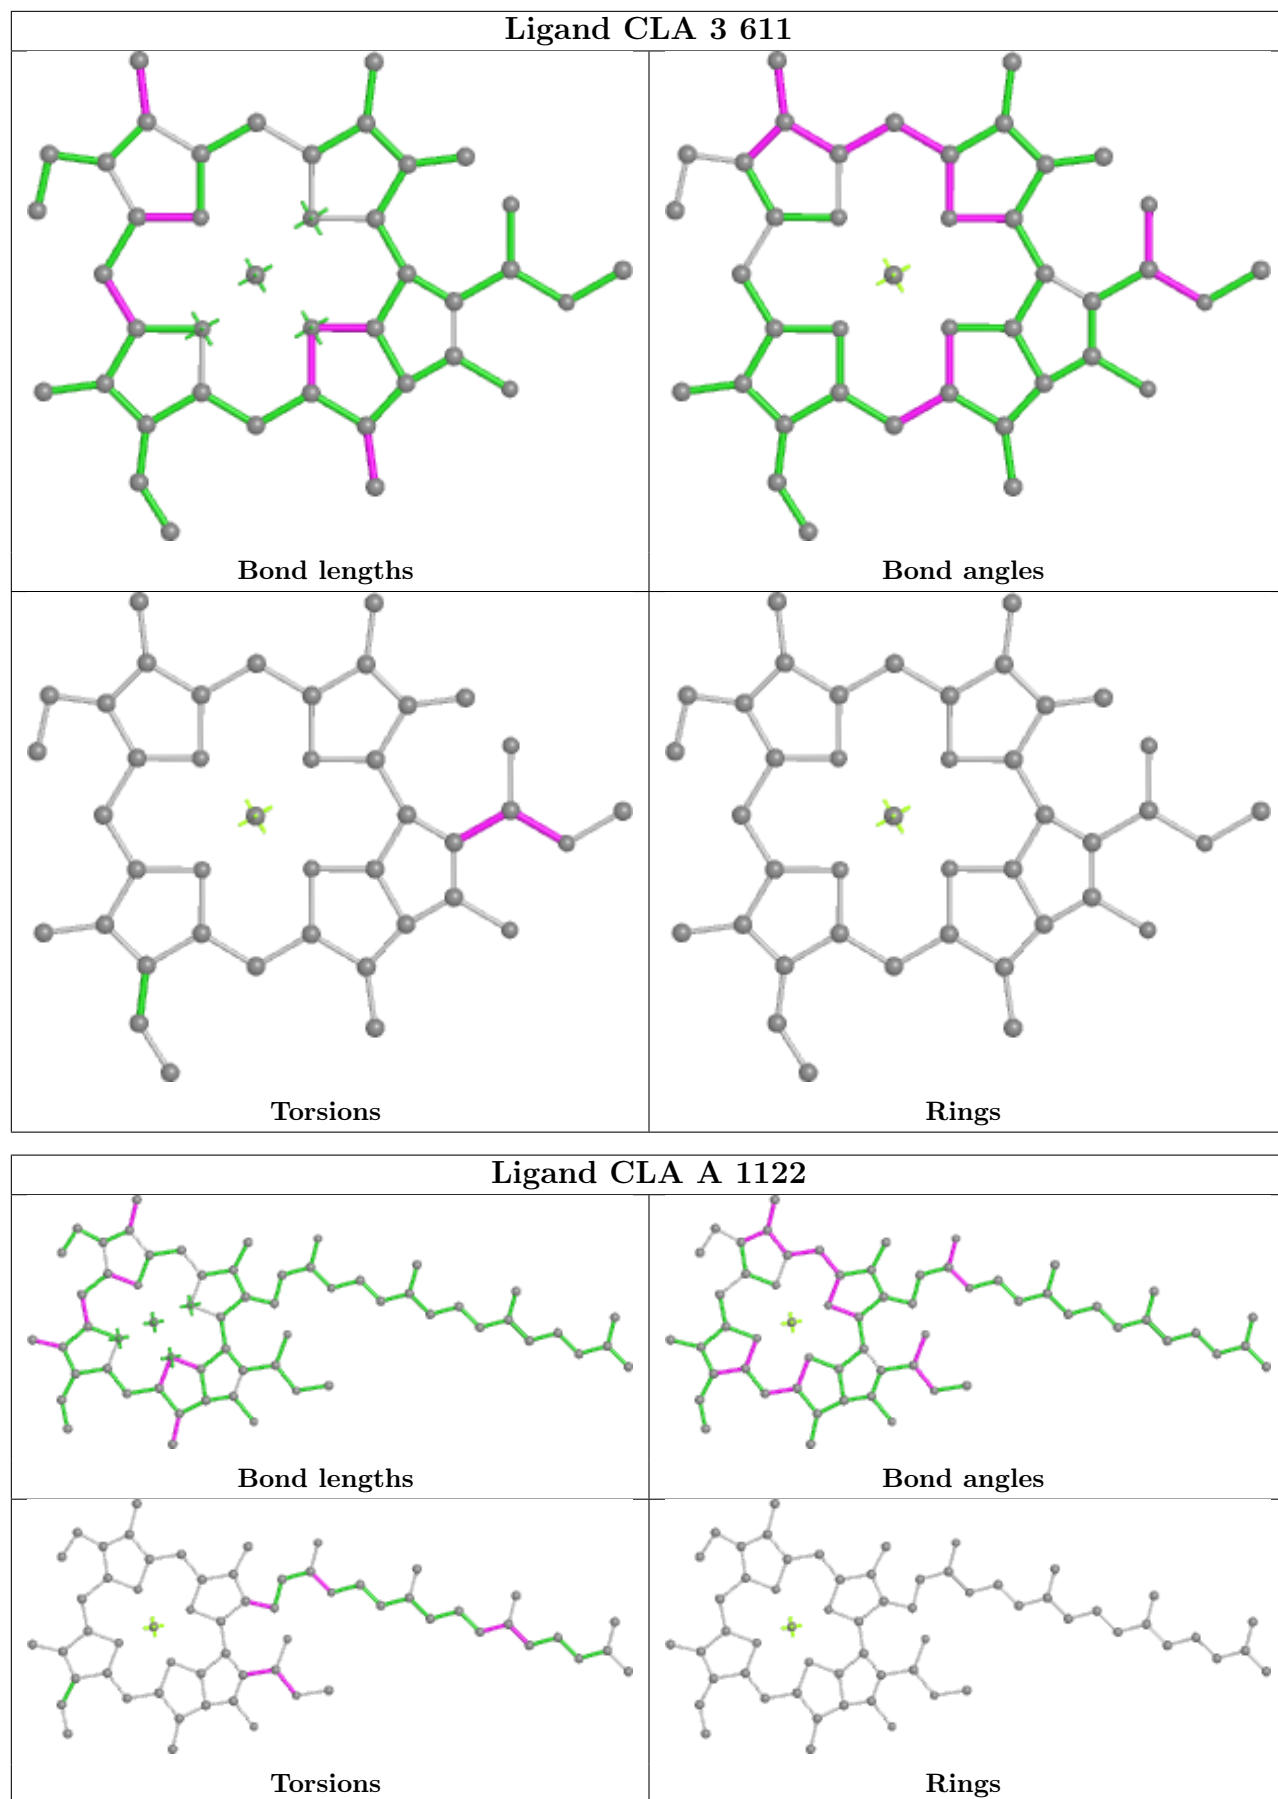 Ligand CLA 3 611
Bond lengths
Bond angles
Torsions
Rings
Ligand CLA A 1122
Bond lengths
Bond angles
Torsions
Rings